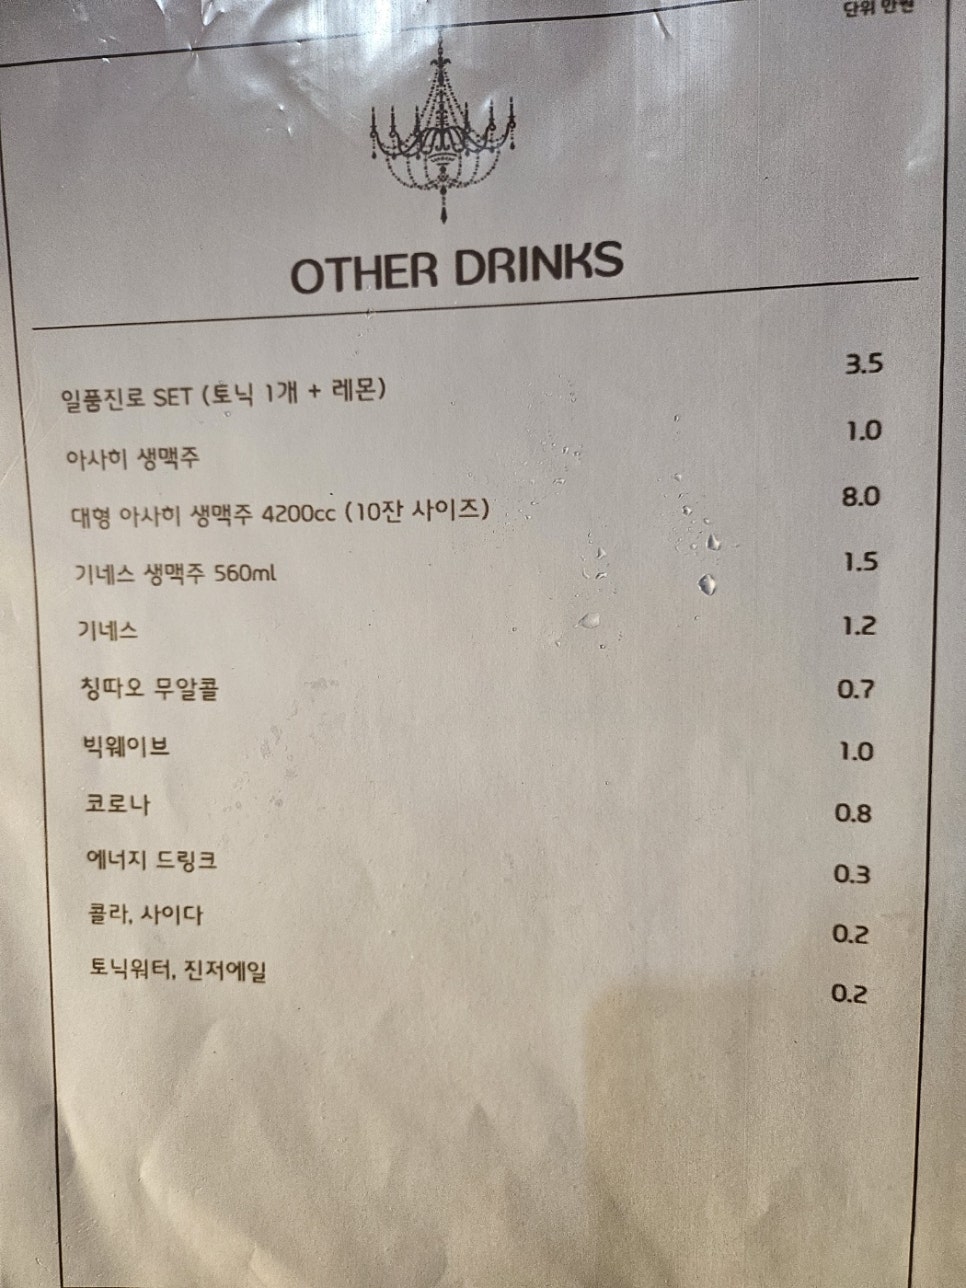 단위 만원
OTHER DRINKS
일품진로 SET (토닉 1개 + 레몬) 3.5
아사히 생맥주 1.0
대형 아사히 생맥주 4200cc (10잔 사이즈) 8.0
기네스 생맥주 560ml 1.5
기네스 1.2
칭따오 무알콜 0.7
빅웨이브 1.0
코로나 0.8
에너지 드링크 0.3
콜라, 사이다 0.2
토닉워터, 진저에일 0.2